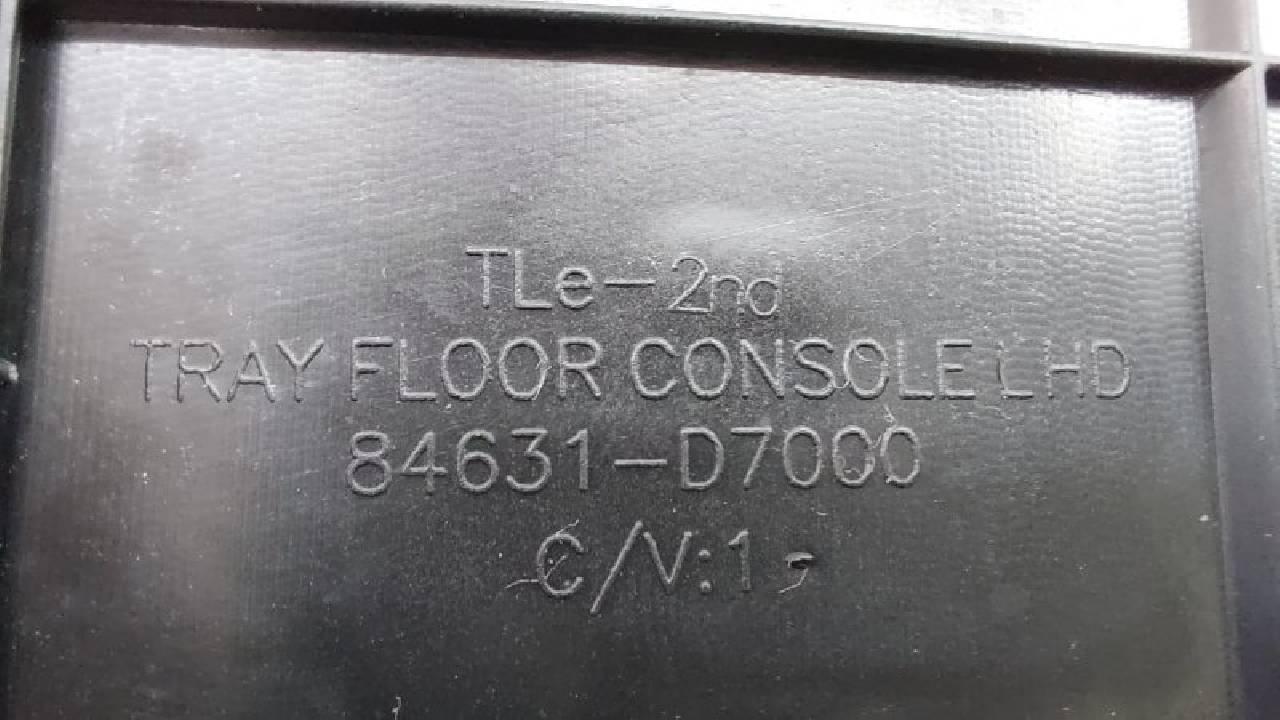 TLe-2nd
TRAY FLOOR CONSOLE LHD
84631-D7000
C/V:1